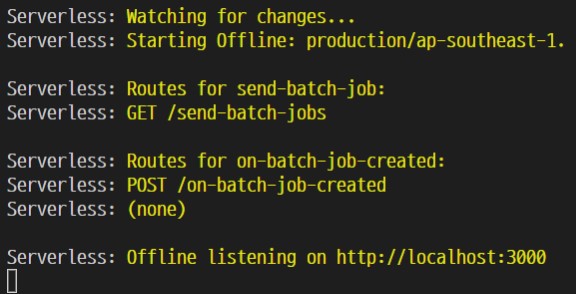 Serverless: Watching for changes...
Serverless: Starting Offline: production/ap-southeast-1.
Serverless: Routes for send-batch-job:
Serverless: GET /send-batch-jobs
Serverless: Routes for on-batch-job-created:
Serverless: POST /on-batch-job-created
Serverless: (none)
Serverless: Offline listening on http://localhost:3000